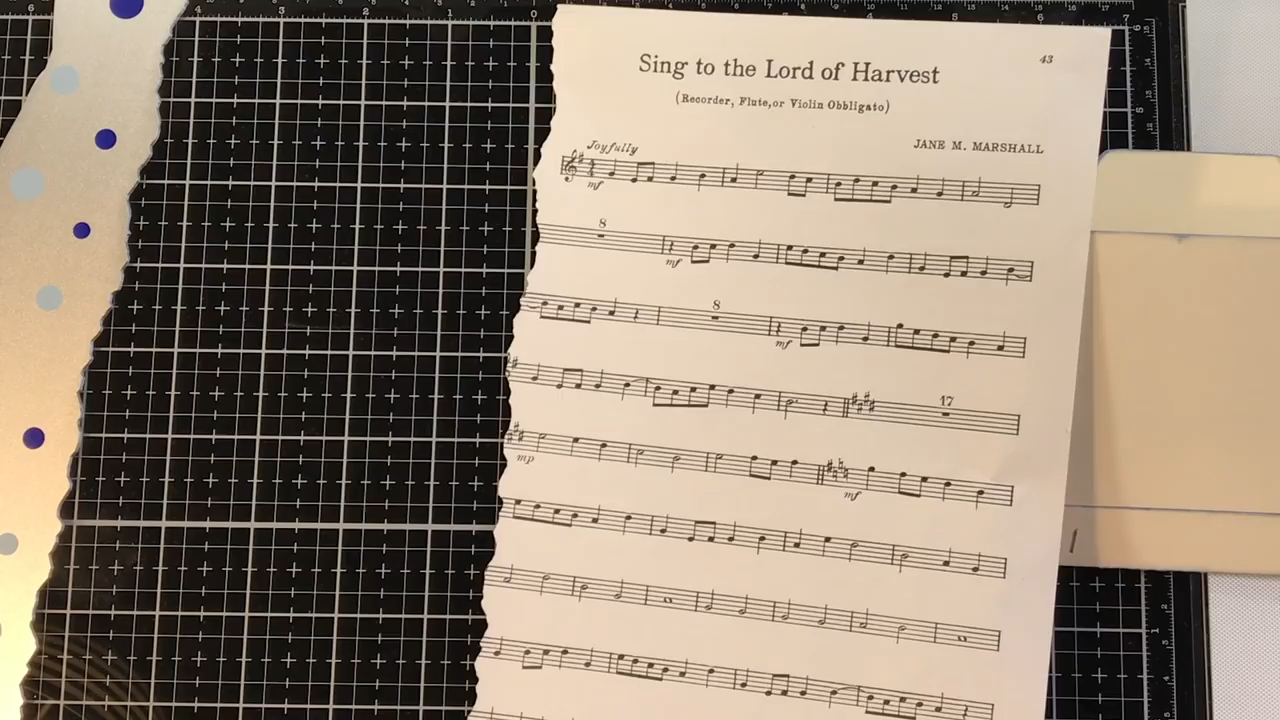 43
Sing to the Lord of Harvest
(Recorder, Flute, or Violin Obbligato)
JANE M. MARSHALL
Joyfully
mf
8
mf
8
mf
17
mp
mf